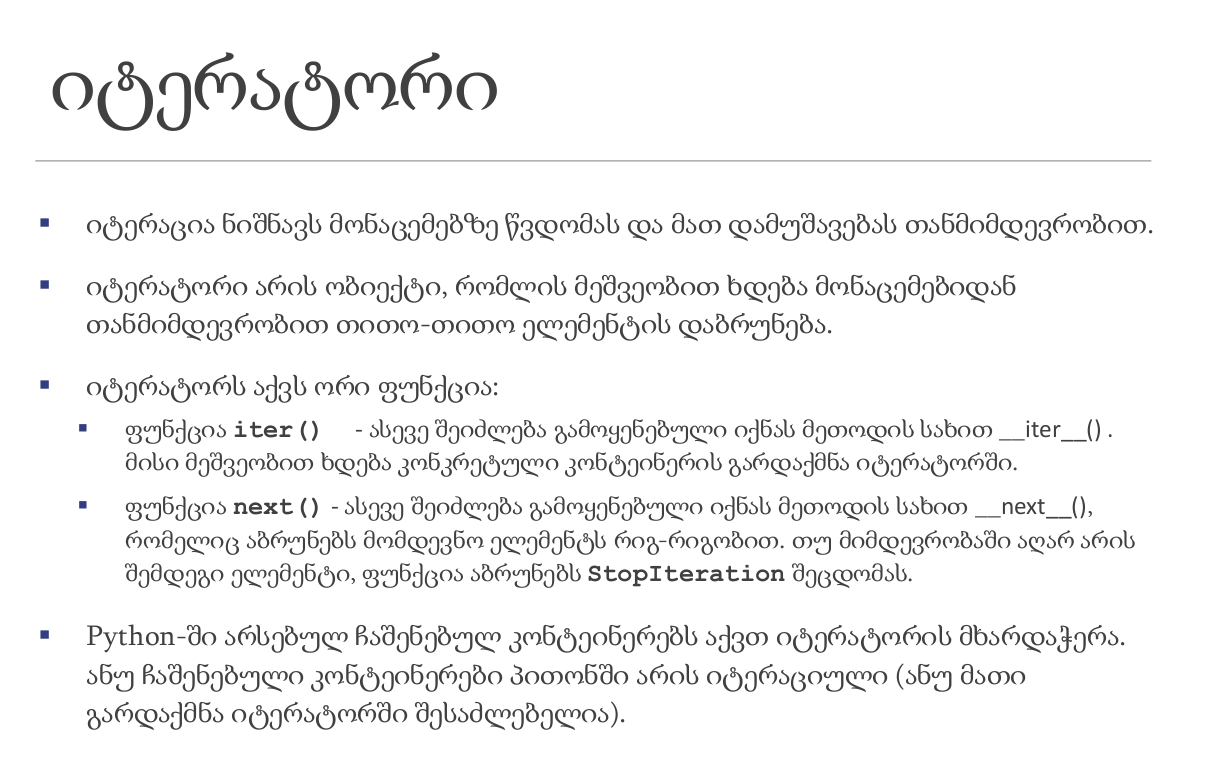 იტერატორი
▪ იტერაცია ნიშნავს მონაცემებზე წვდომას და მათ დამუშავებას თანმიმდევრობით.
▪ იტერატორი არის ობიექტი, რომლის მეშვეობით ხდება მონაცემებიდან
თანმიმდევრობით თითო-თითო ელემენტის დაბრუნება.
▪ იტერატორს აქვს ორი ფუნქცია:
▪ ფუნქცია iter() - ასევე შეიძლება გამოყენებული იქნას მეთოდის სახით __iter__() .
მისი მეშვეობით ხდება კონკრეტული კონტეინერის გარდაქმნა იტერატორში.
▪ ფუნქცია next() - ასევე შეიძლება გამოყენებული იქნას მეთოდის სახით __next__(),
რომელიც აბრუნებს მომდევნო ელემენტს რიგ-რიგობით. თუ მიმდევრობაში აღარ არის
შემდეგი ელემენტი, ფუნქცია აბრუნებს StopIteration შეცდომას.
▪ Python-ში არსებულ ჩაშენებულ კონტეინერებს აქვთ იტერატორის მხარდაჭერა.
ანუ ჩაშენებული კონტეინერები პითონში არის იტერაციული (ანუ მათი
გარდაქმნა იტერატორში შესაძლებელია).